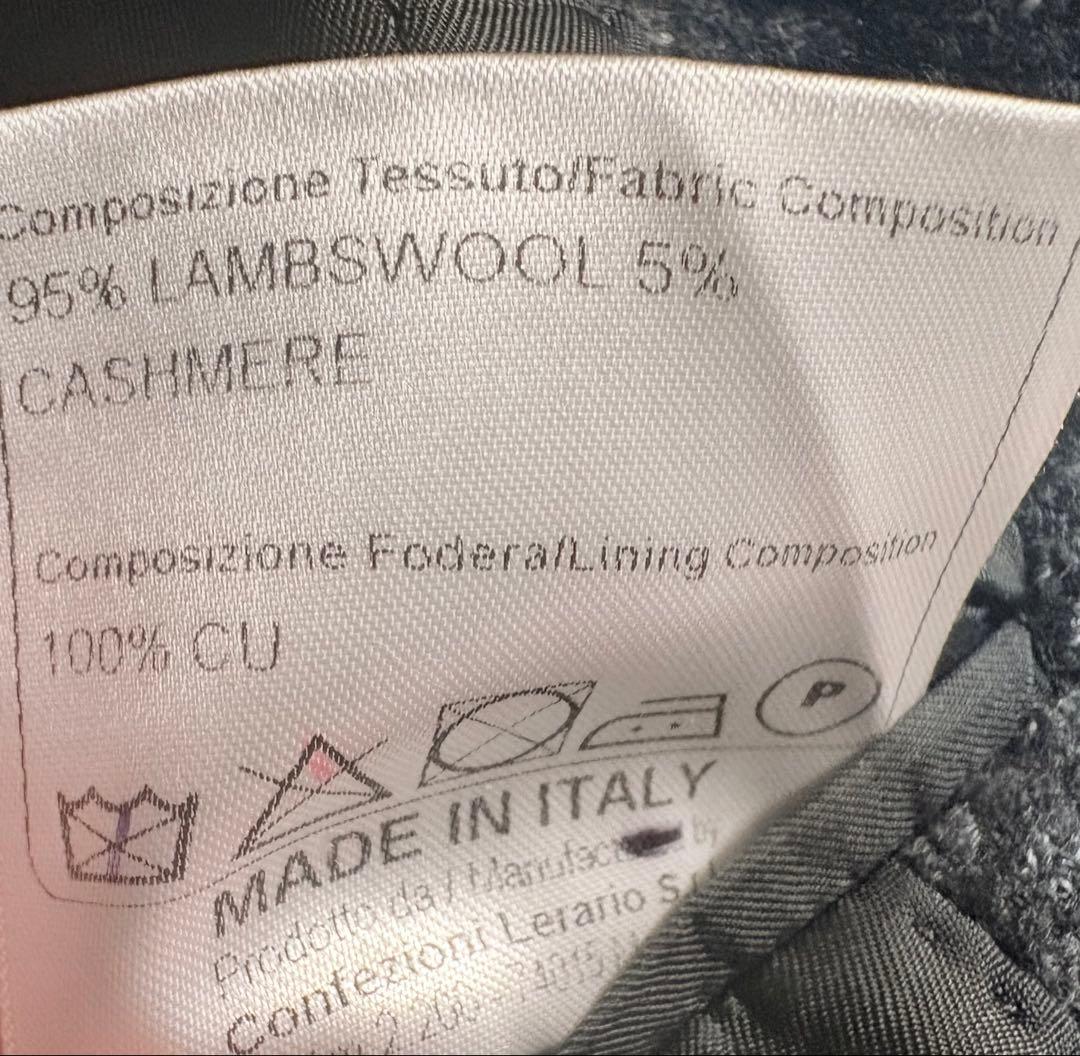 Composizione Tessuto/Fabric Composition
95% LAMBSWOOL 5%
CASHMERE
Composizione Fodera/Lining Composition
100% CU
P
MADE IN ITALY
Prodotto da / by
Confezioni Lerario